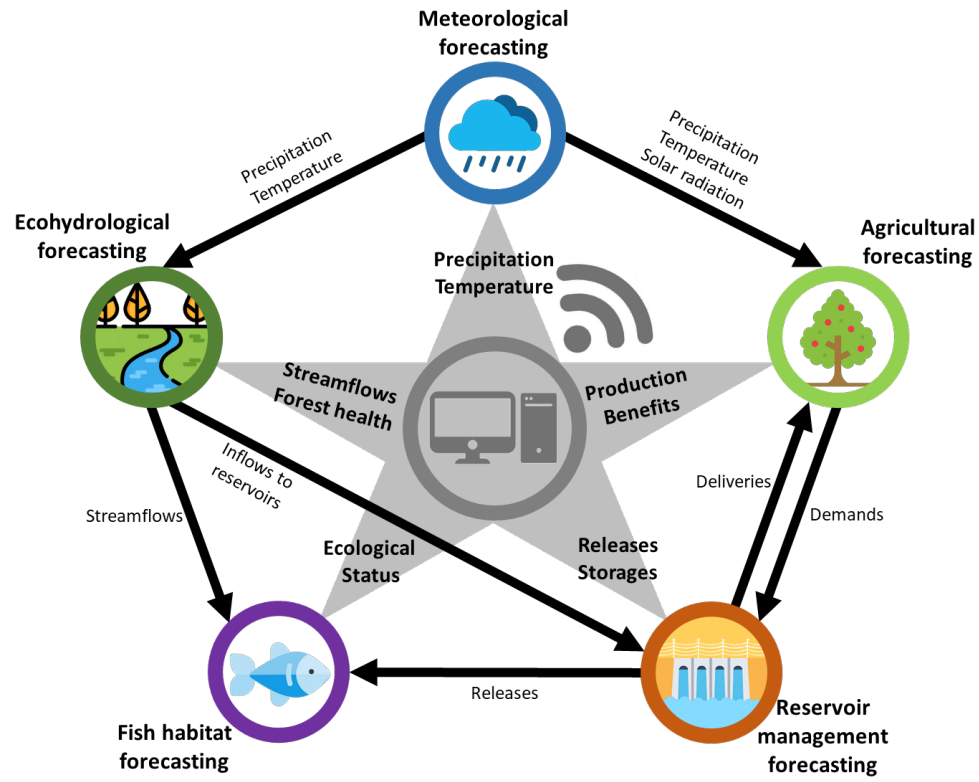 Meteorological
forecasting
Precipitation
Temperature
Precipitation
Temperature
Solar radiation
Ecohydrological
forecasting
Agricultural
forecasting
Precipitation
Temperature
Streamflows
Forest health
Production
Benefits
Inflows to
reservoirs
Deliveries
Streamflows
Demands
Ecological
Status
Releases
Storages
Releases
Fish habitat
forecasting
Reservoir
management
forecasting